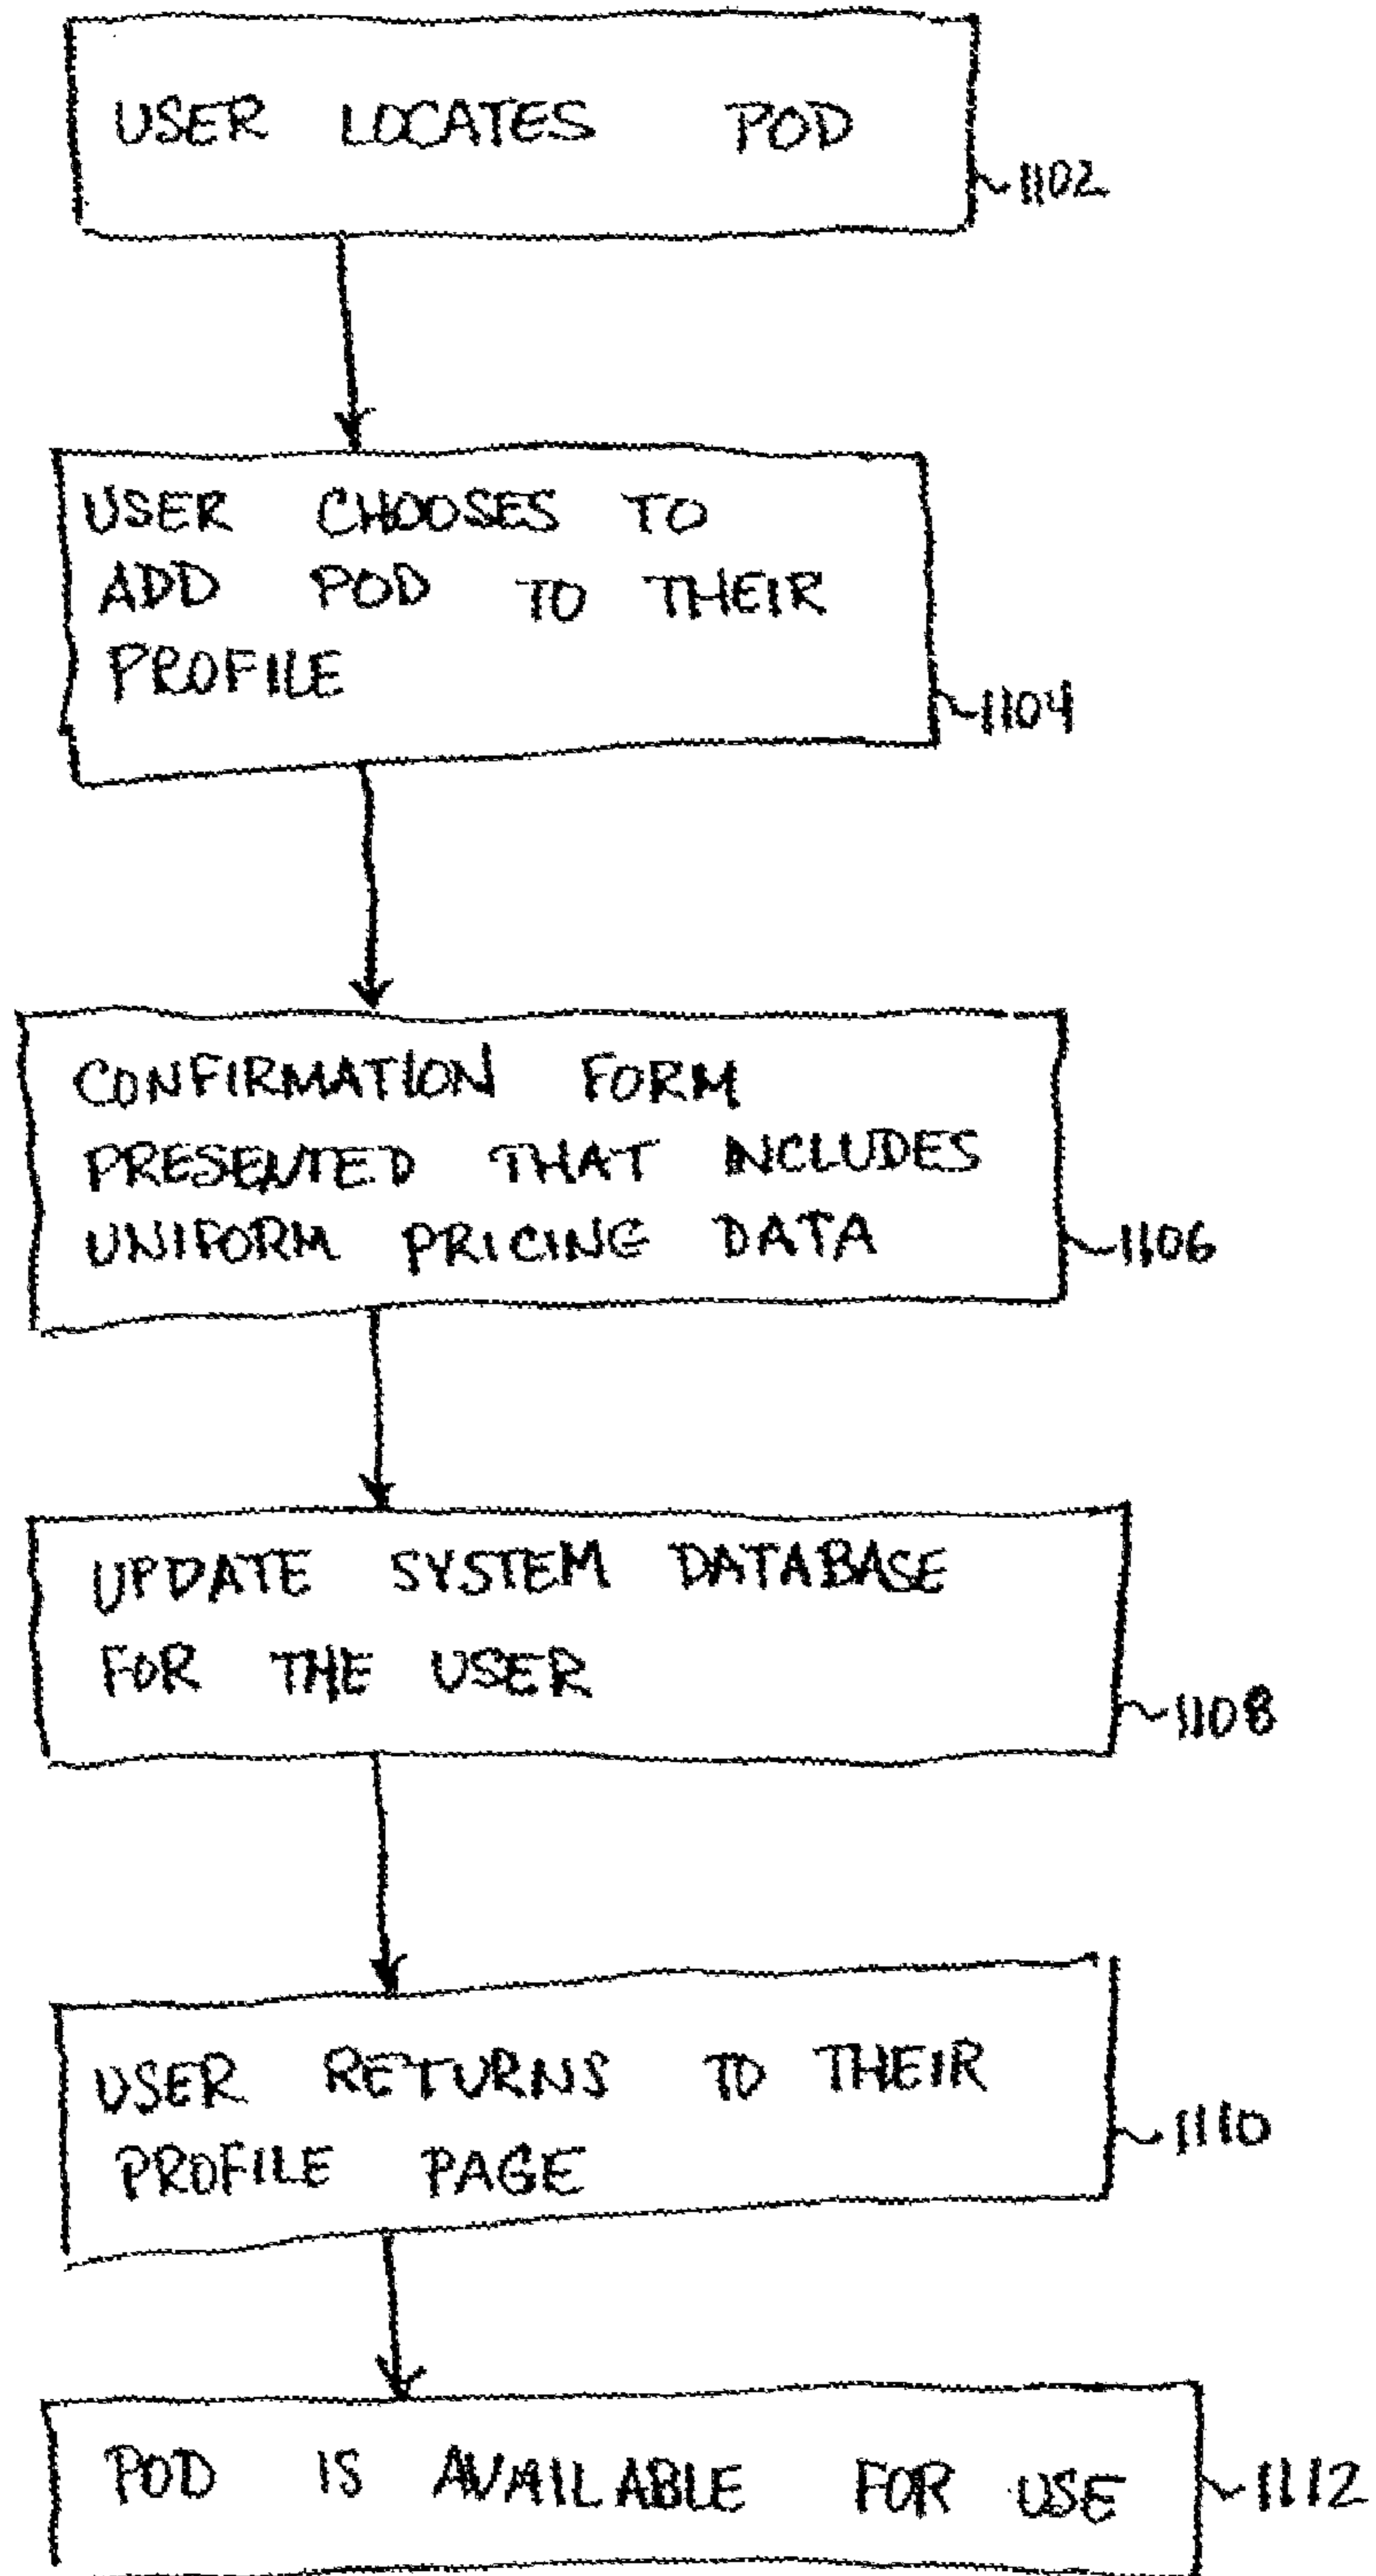 USER LOCATES POD
1102
USER CHOOSES TO
ADD POD TO THEIR
PROFILE
1104
CONFIRMATION FORM
PRESENTED THAT INCLUDES
UNIFORM PRICING DATA
1106
UPDATE SYSTEM DATABASE
FOR THE USER
1108
USER RETURNS TO THEIR
PROFILE PAGE
1110
POD IS AVAILABLE FOR USE
1112